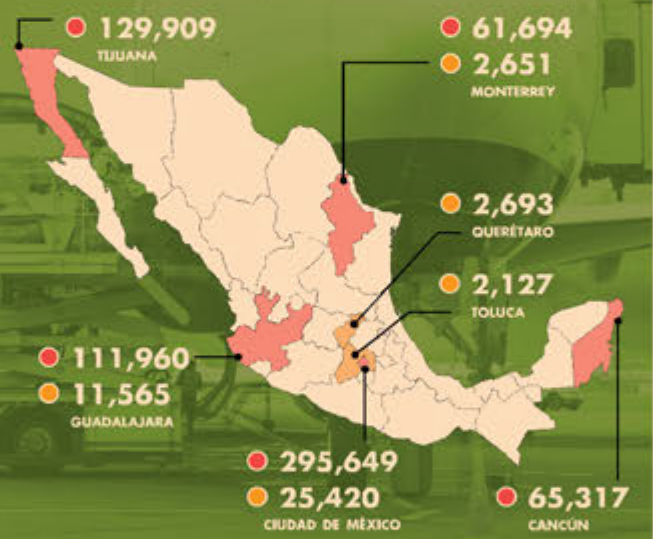 129,909
TIJUANA
61,694
2,651
MONTERREY
2,693
QUERÉTARO
2,127
TOLUCA
111,960
11,565
GUADALAJARA
295,649
25,420
CIUDAD DE MÉXICO
65,317
CANCÚN